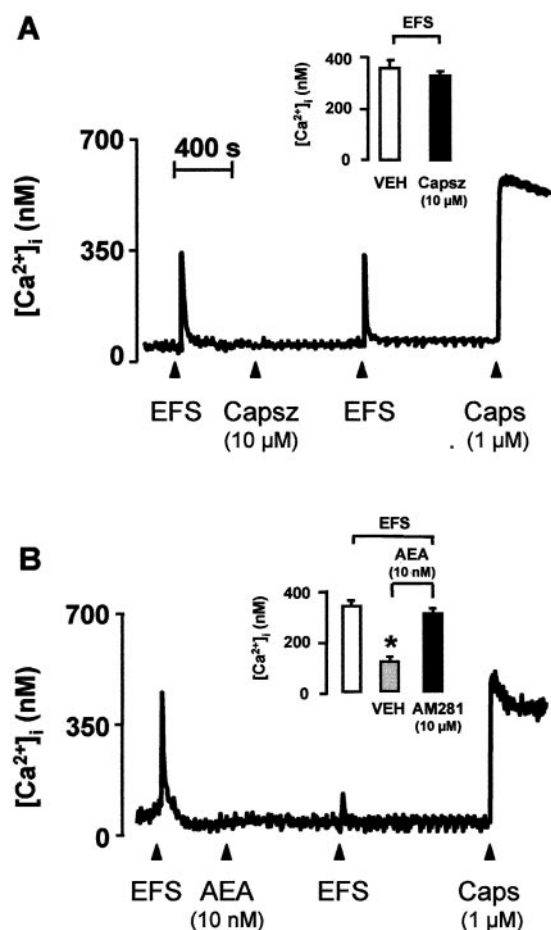 A
EFS
[Ca²⁺]ᵢ (nM)
400
200
0
VEH Capsz
(10 µM)
700
400 s
[Ca²⁺]ᵢ (nM)
350
0
EFS Capsz EFS Caps
(10 µM) . (1 µM)
B
EFS
AEA
(10 nM)
[Ca²⁺]ᵢ (nM)
400
200
0
*
VEH AM281
(10 µM)
700
[Ca²⁺]ᵢ (nM)
350
0
EFS AEA EFS Caps
(10 nM) (1 µM)